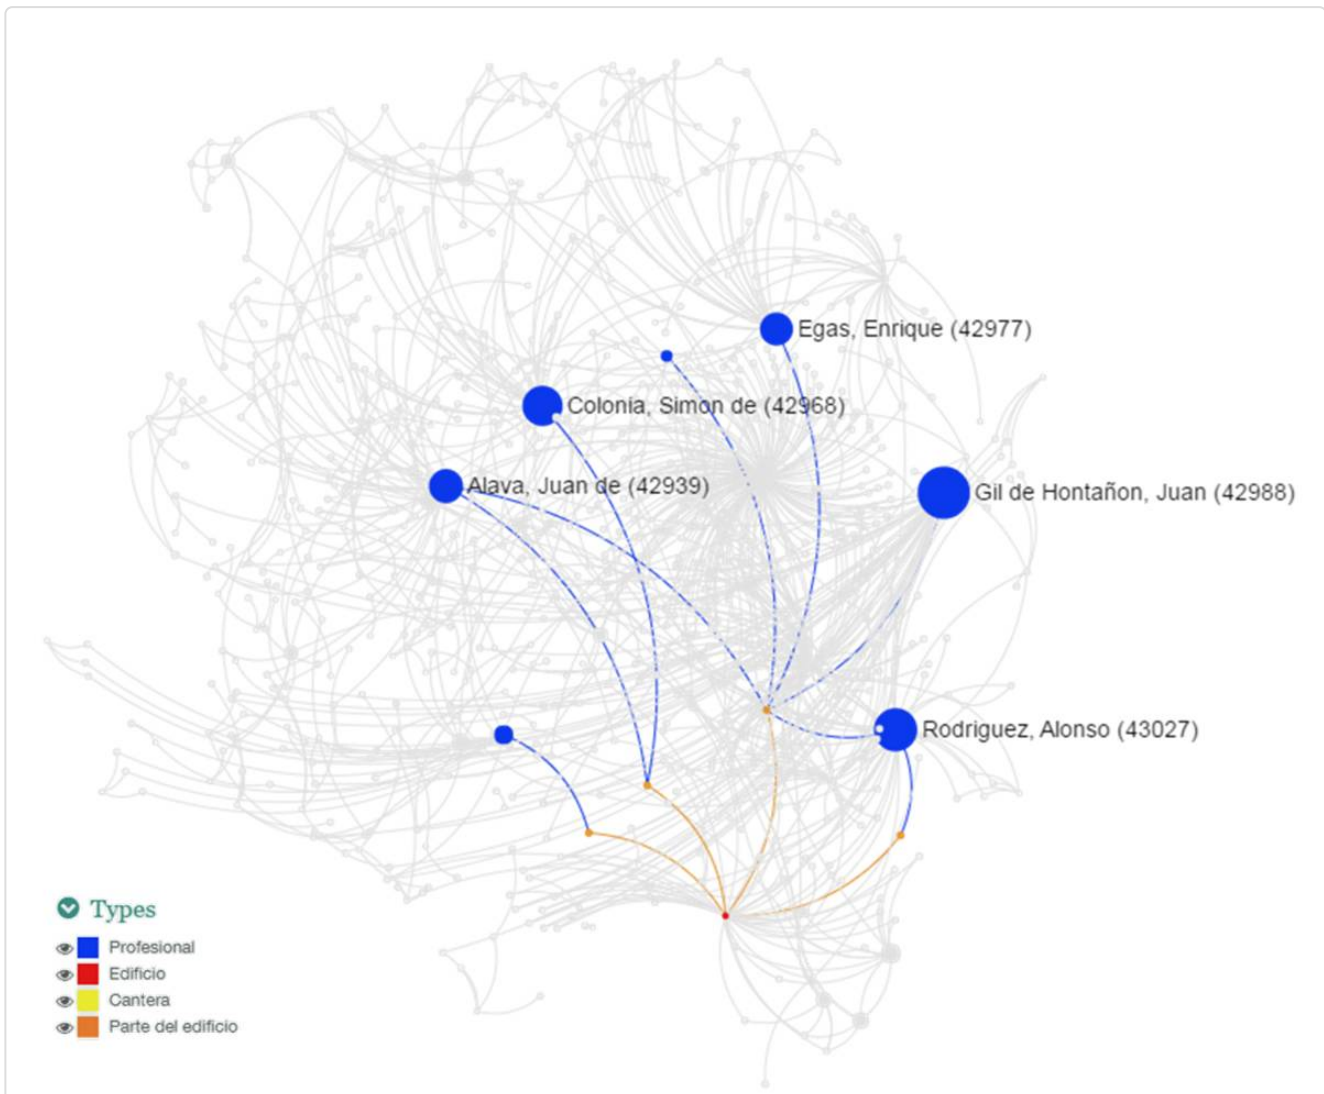 Egas, Enrique (42977)
Colonia, Simon de (42968)
Alava, Juan de (42939)
Gil de Hontañon, Juan (42988)
Rodriguez, Alonso (43027)
Types
Profesional
Edificio
Cantera
Parte del edificio